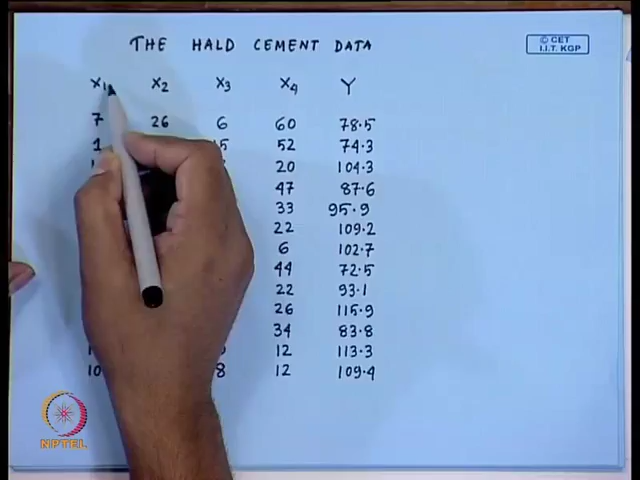 THE HALD CEMENT DATA
© CET
I.I.T. KGP
X1 X2 X3 X4 Y
7 26 6 60 78.5
1 52 74.3
20 104.3
47 87.6
33 95.9
22 109.2
6 102.7
44 72.5
22 93.1
26 115.9
34 83.8
12 113.3
10 8 12 109.4
NPTEL